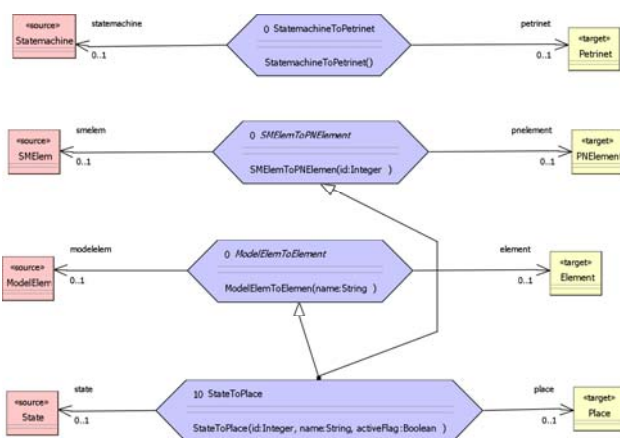 statemachine
petrinet
«source»
Statemachine
0..1
0 StatemachineToPetrinet
StatemachineToPetrinet()
0..1
«target»
Petrinet
smelem
pnelement
«source»
SMElem
0..1
0 SMElemToPNElement
SMElemToPNElemen(id:Integer )
0..1
«target»
PNElement
modelelem
element
«source»
ModelElem
0..1
0 ModelElemToElement
ModelElemToElemen(name:String )
0..1
«target»
Element
state
place
«source»
State
0..1
10 StateToPlace
StateToPlace(id:Integer, name:String, activeFlag:Boolean )
0..1
«target»
Place